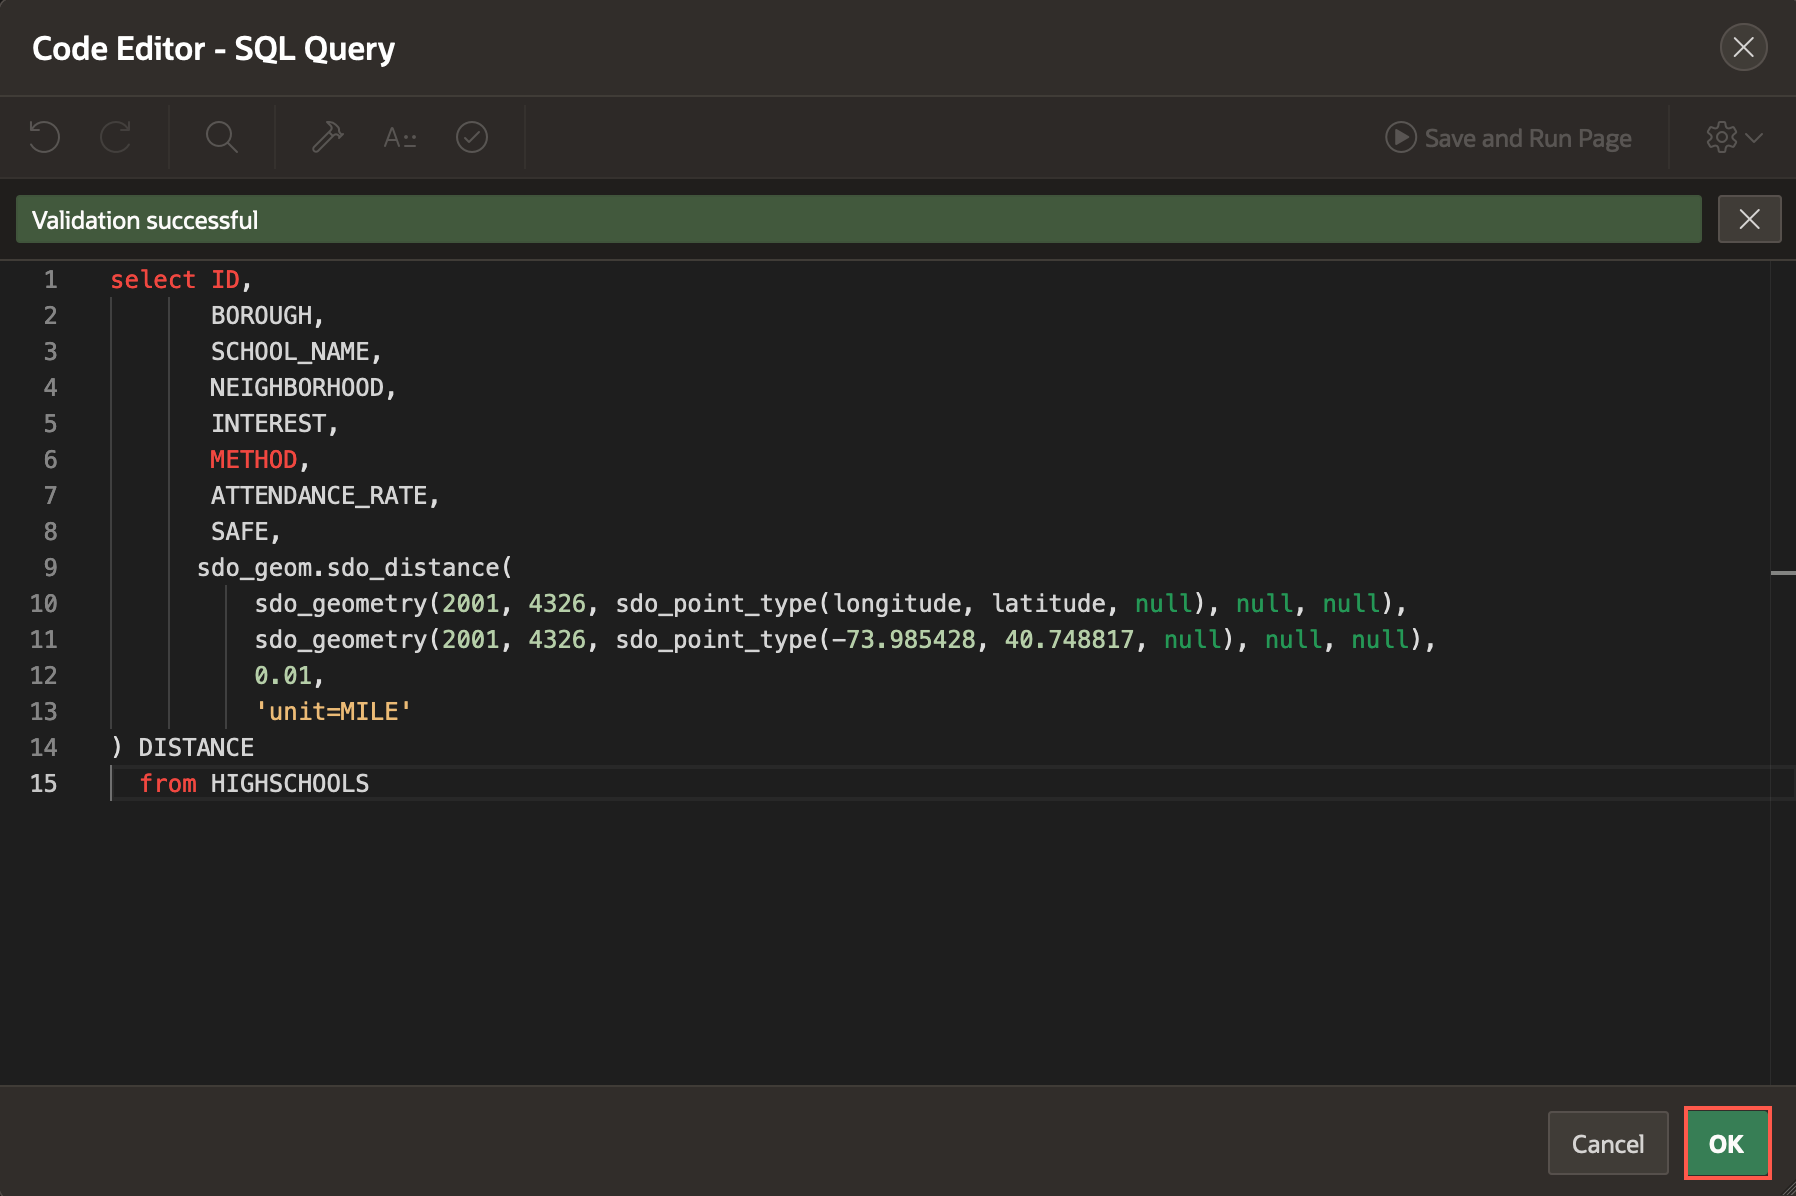 Code Editor - SQL Query
A
Save and Run Page
Validation successful
1 select ID,
2 BOROUGH,
3 SCHOOL_NAME,
4 NEIGHBORHOOD,
5 INTEREST,
6 METHOD,
7 ATTENDANCE_RATE,
8 SAFE,
9 sdo_geom.sdo_distance(
10 sdo_geometry(2001, 4326, sdo_point_type(longitude, latitude, null), null, null),
11 sdo_geometry(2001, 4326, sdo_point_type(-73.985428, 40.748817, null), null, null),
12 0.01,
13 'unit=MILE'
14 ) DISTANCE
15 from HIGHSCHOOLS
Cancel OK